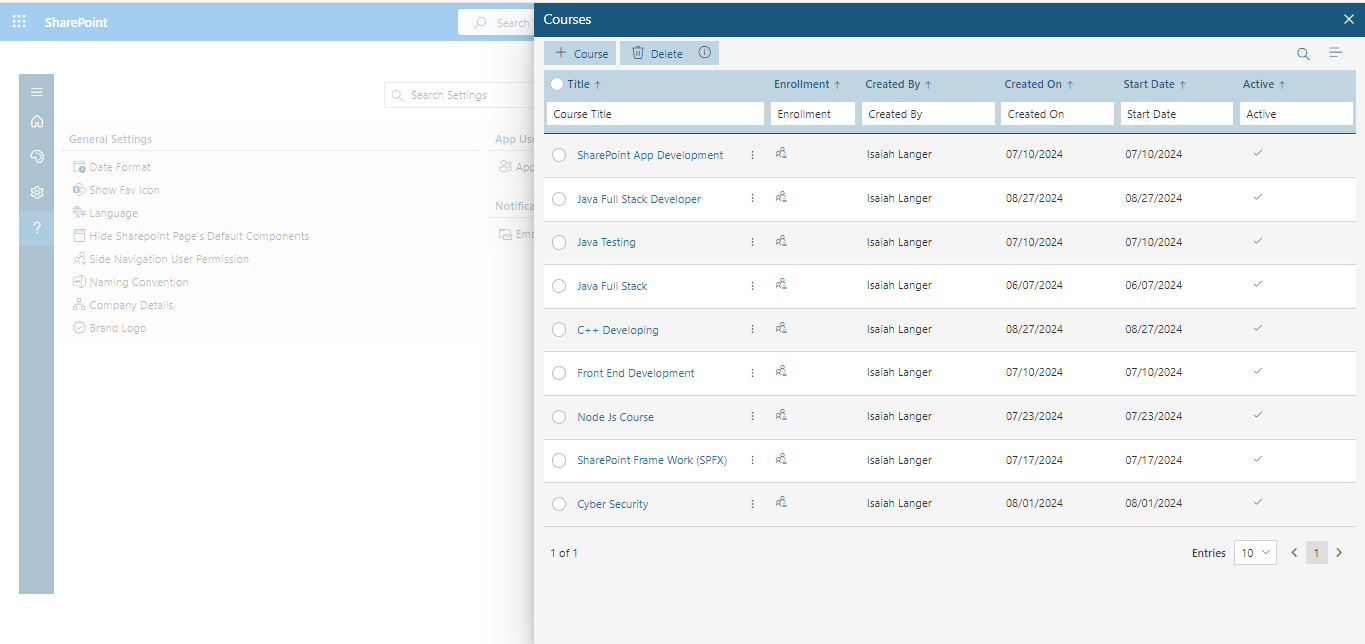 SharePoint
Search
Courses
Course
Delete
Title Enrollment Created By Created On Start Date Active
Course Title Enrollment Created By Created On Start Date Active
SharePoint App Development Isaiah Langer 07/10/2024 07/10/2024
Java Full Stack Developer Isaiah Langer 08/27/2024 08/27/2024
Java Testing Isaiah Langer 07/10/2024 07/10/2024
Java Full Stack Isaiah Langer 06/07/2024 06/07/2024
C++ Developing Isaiah Langer 08/27/2024 08/27/2024
Front End Development Isaiah Langer 07/10/2024 07/10/2024
Node Js Course Isaiah Langer 07/23/2024 07/23/2024
SharePoint Frame Work (SPFX) Isaiah Langer 07/17/2024 07/17/2024
Cyber Security Isaiah Langer 08/01/2024 08/01/2024
1 of 1 Entries 10 1
Search Settings
General Settings
Date Format
Show Fav Icon
Language
Hide Sharepoint Page's Default Components
Side Navigation User Permission
Naming Convention
Company Details
Brand Logo
App Use
App
Notifica
Ema